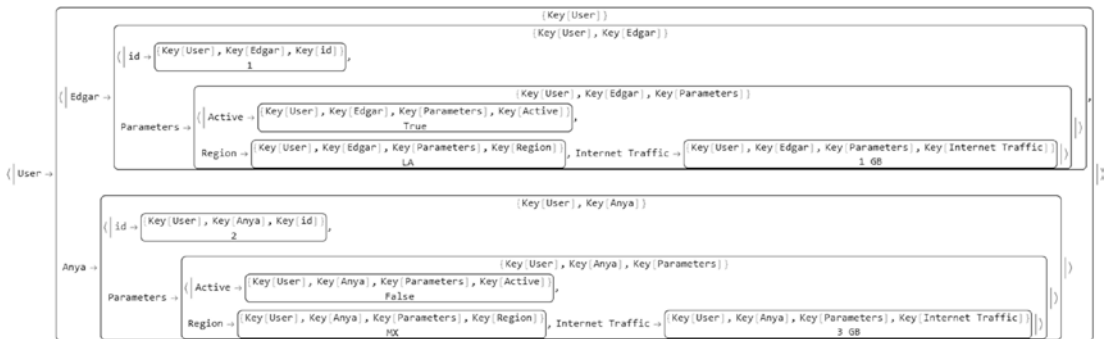 {Key[User]}
{Key[User], Key[Edgar]}
⟨| id → {Key[User], Key[Edgar], Key[id]},
1
{Key[User], Key[Edgar], Key[Parameters]}
⟨| Edgar →
⟨| Active → {Key[User], Key[Edgar], Key[Parameters], Key[Active]},
Parameters →
True
|⟩
Region → {Key[User], Key[Edgar], Key[Parameters], Key[Region]}, Internet Traffic → {Key[User], Key[Edgar], Key[Parameters], Key[Internet Traffic]} |⟩
LA
1 GB
,
⟨| User →
|⟩
{Key[User], Key[Anya]}
⟨| id → {Key[User], Key[Anya], Key[id]},
2
{Key[User], Key[Anya], Key[Parameters]}
Anya →
|⟩
⟨| Active → {Key[User], Key[Anya], Key[Parameters], Key[Active]},
Parameters →
False
|⟩
Region → {Key[User], Key[Anya], Key[Parameters], Key[Region]}, Internet Traffic → {Key[User], Key[Anya], Key[Parameters], Key[Internet Traffic]} |⟩
MX
3 GB